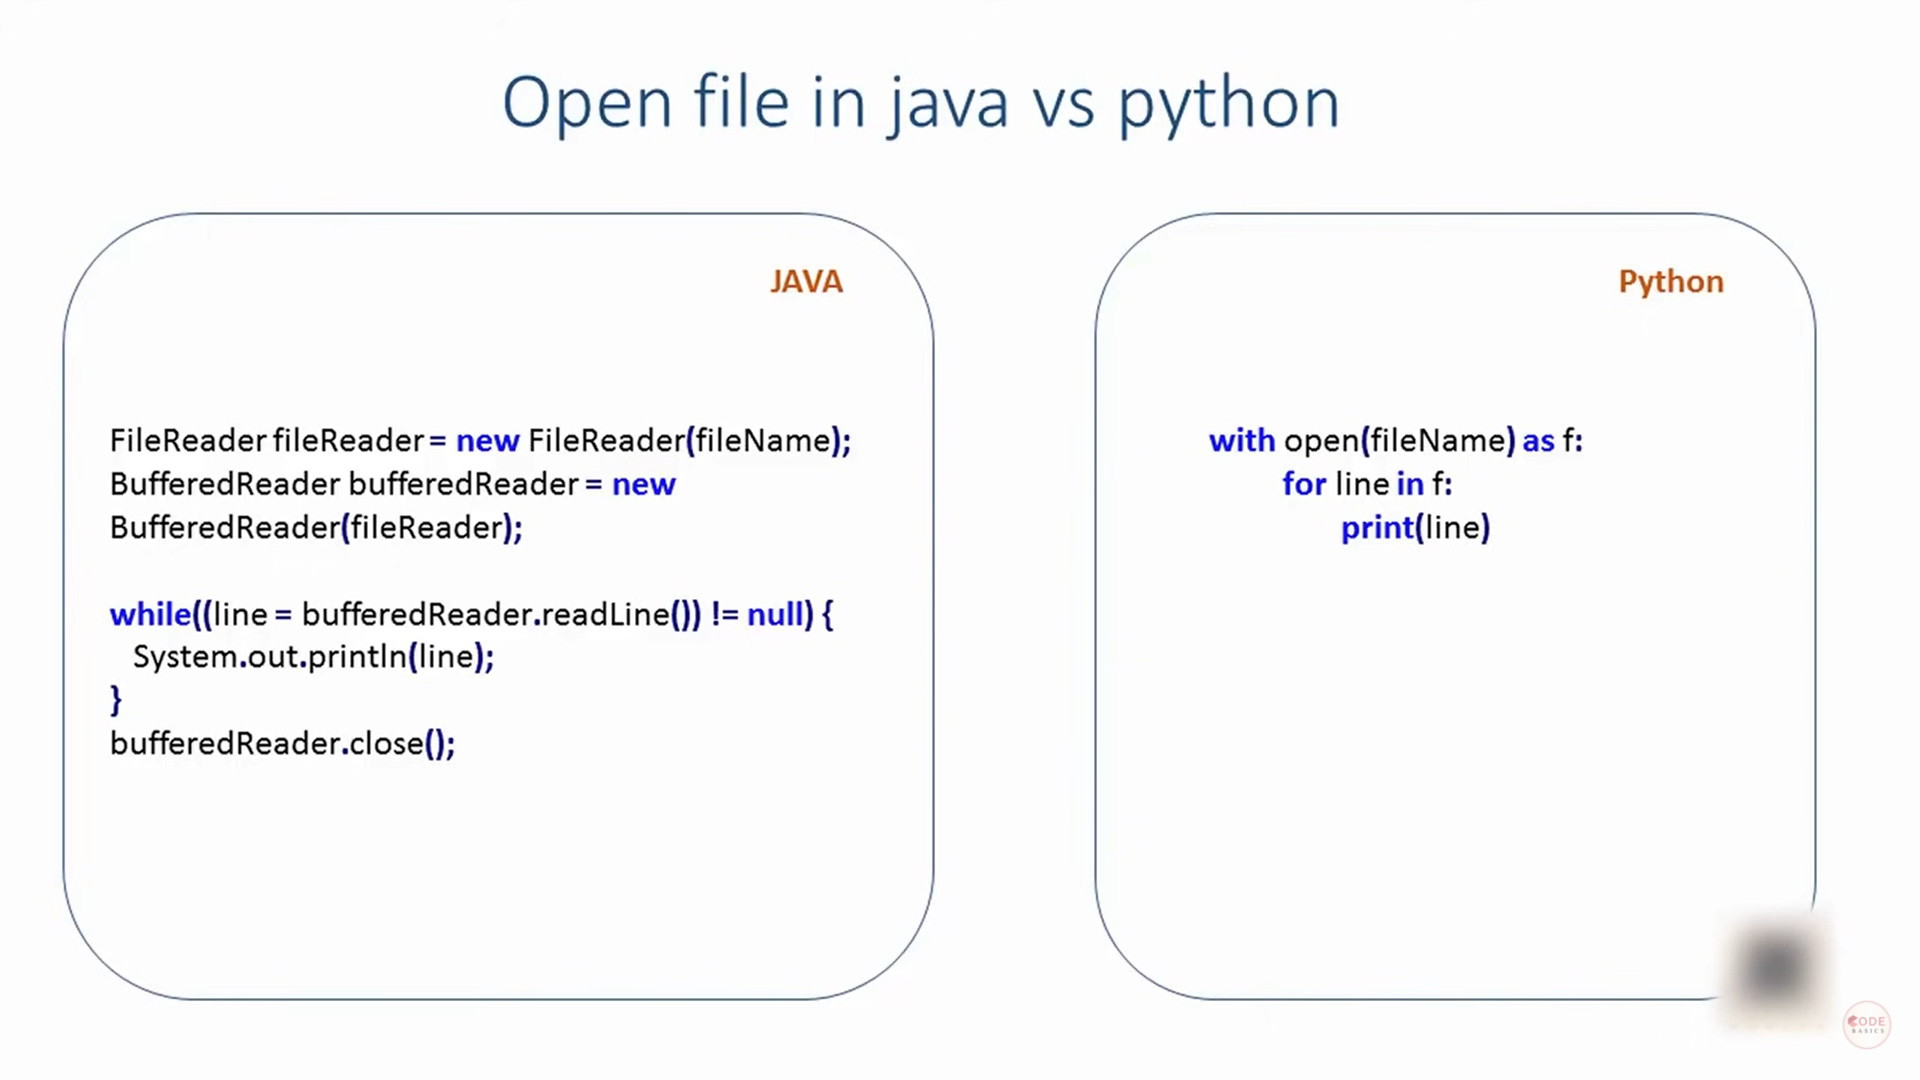 Open file in java vs python
JAVA
FileReader fileReader = new FileReader(fileName);
BufferedReader bufferedReader = new
BufferedReader(fileReader);
while((line = bufferedReader.readLine()) != null) {
System.out.println(line);
}
bufferedReader.close();
Python
with open(fileName) as f:
for line in f:
print(line)
CODE
BASICS